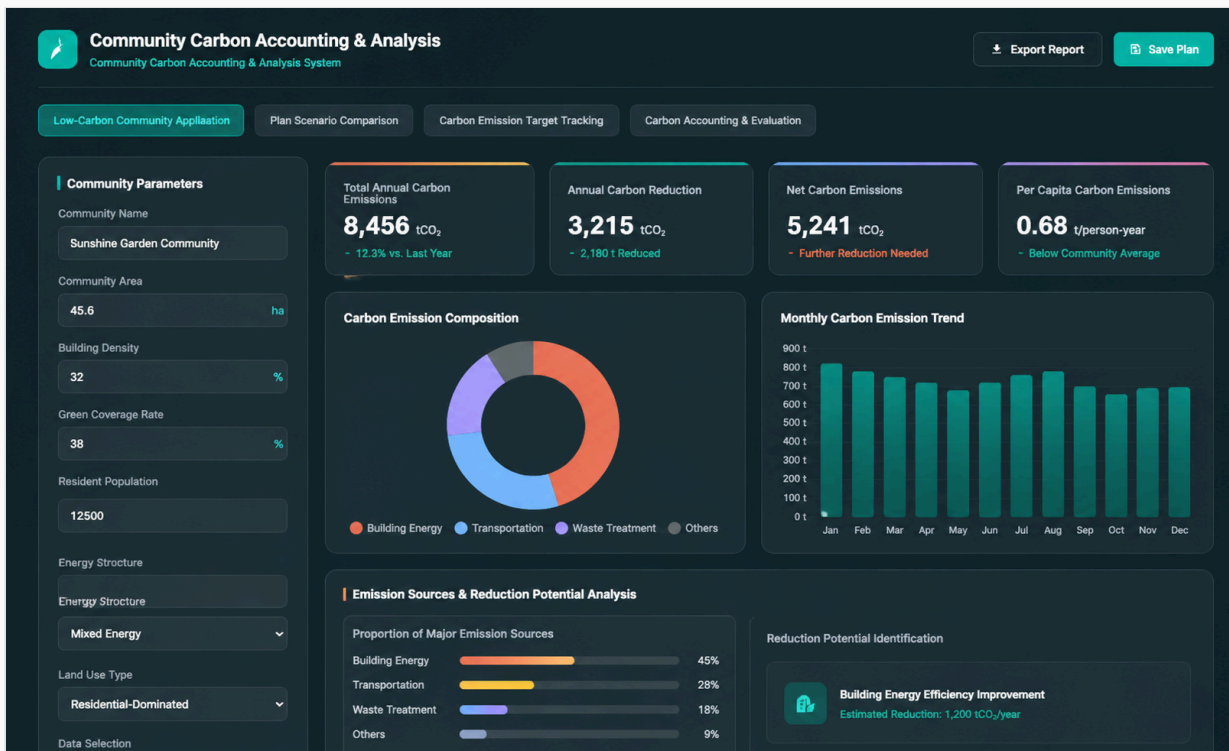 Community Carbon Accounting & Analysis
Community Carbon Accounting & Analysis System
Export Report
Save Plan
Low-Carbon Community Appliaation
Plan Scenario Comparison
Carbon Emission Target Tracking
Carbon Accounting & Evaluation
Community Parameters
Community Name
Sunshine Garden Community
Community Area
45.6 ha
Building Density
32 %
Green Coverage Rate
38 %
Resident Population
12500
Energy Strocture
Energy Structure
Mixed Energy
Land Use Type
Residential-Dominated
Data Selection
Total Annual Carbon
Emissions
8,456 tCO₂
- 12.3% vs. Last Year
Annual Carbon Reduction
3,215 tCO₂
- 2,180 t Reduced
Net Carbon Emissions
5,241 tCO₂
- Further Reduction Needed
Per Capita Carbon Emissions
0.68 t/person-year
- Below Community Average
Carbon Emission Composition
Building Energy
Transportation
Waste Treatment
Others
Monthly Carbon Emission Trend
900 t
800 t
700 t
600 t
500 t
400 t
300 t
200 t
100 t
0 t
Jan Feb Mar Apr May Jun Jul Aug Sep Oct Nov Dec
Emission Sources & Reduction Potential Analysis
Proportion of Major Emission Sources
Building Energy 45%
Transportation 28%
Waste Treatment 18%
Others 9%
Reduction Potential Identification
Building Energy Efficiency Improvement
Estimated Reduction: 1,200 tCO₂/year